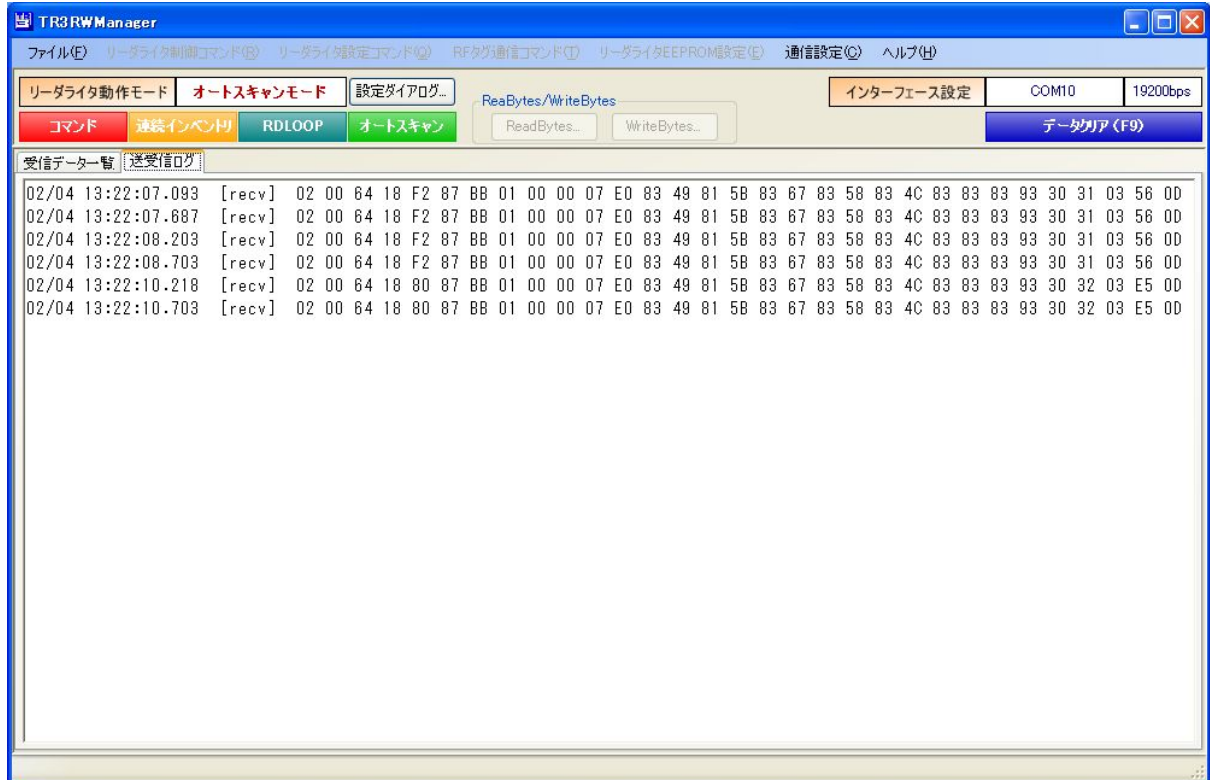 TR3RWManager
ファイル(F) リーダライタ制御コマンド(R) リーダライタ設定コマンド(Q) RFタグ通信コマンド(T) リーダライタEEPROM設定(E) 通信設定(C) ヘルプ(H)
リーダライタ動作モード オートスキャンモード 設定ダイアログ... ReaBytes/WriteBytes インターフェース設定 COM10 19200bps
コマンド 連続インベントリ RDLOOP オートスキャン ReadBytes... WriteBytes... データクリア(F9)
受信データ一覧 送受信ログ
02/04 13:22:07.093 [recv] 02 00 64 18 F2 87 BB 01 00 00 07 E0 83 49 81 5B 83 67 83 58 83 4C 83 83 83 93 30 31 03 56 0D
02/04 13:22:07.687 [recv] 02 00 64 18 F2 87 BB 01 00 00 07 E0 83 49 81 5B 83 67 83 58 83 4C 83 83 83 93 30 31 03 56 0D
02/04 13:22:08.203 [recv] 02 00 64 18 F2 87 BB 01 00 00 07 E0 83 49 81 5B 83 67 83 58 83 4C 83 83 83 93 30 31 03 56 0D
02/04 13:22:08.703 [recv] 02 00 64 18 F2 87 BB 01 00 00 07 E0 83 49 81 5B 83 67 83 58 83 4C 83 83 83 93 30 31 03 56 0D
02/04 13:22:10.218 [recv] 02 00 64 18 80 87 BB 01 00 00 07 E0 83 49 81 5B 83 67 83 58 83 4C 83 83 83 93 30 32 03 E5 0D
02/04 13:22:10.703 [recv] 02 00 64 18 80 87 BB 01 00 00 07 E0 83 49 81 5B 83 67 83 58 83 4C 83 83 83 93 30 32 03 E5 0D